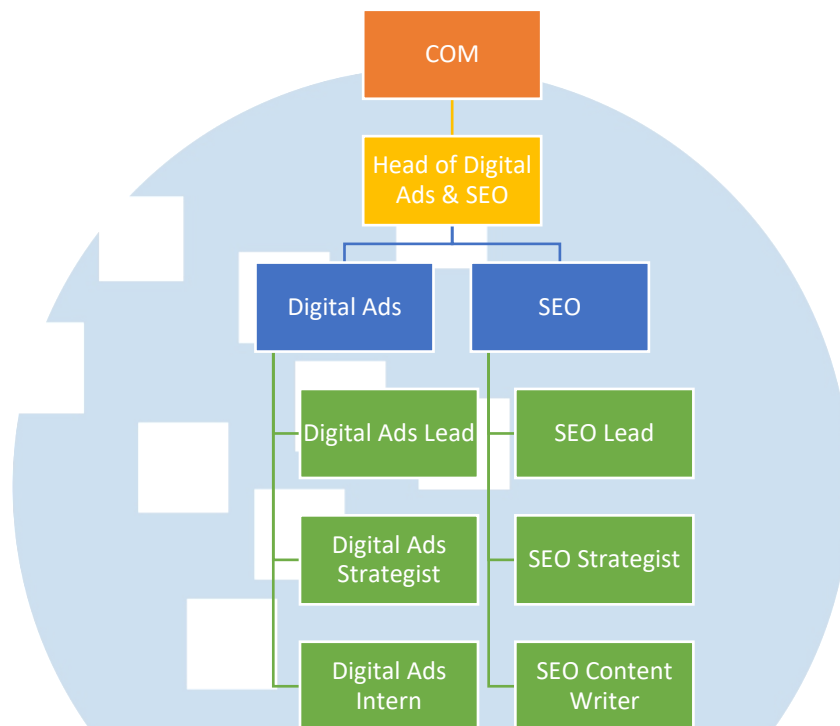 COM
Head of Digital
Ads & SEO
Digital Ads
SEO
Digital Ads Lead
SEO Lead
Digital Ads
Strategist
SEO Strategist
Digital Ads
Intern
SEO Content
Writer